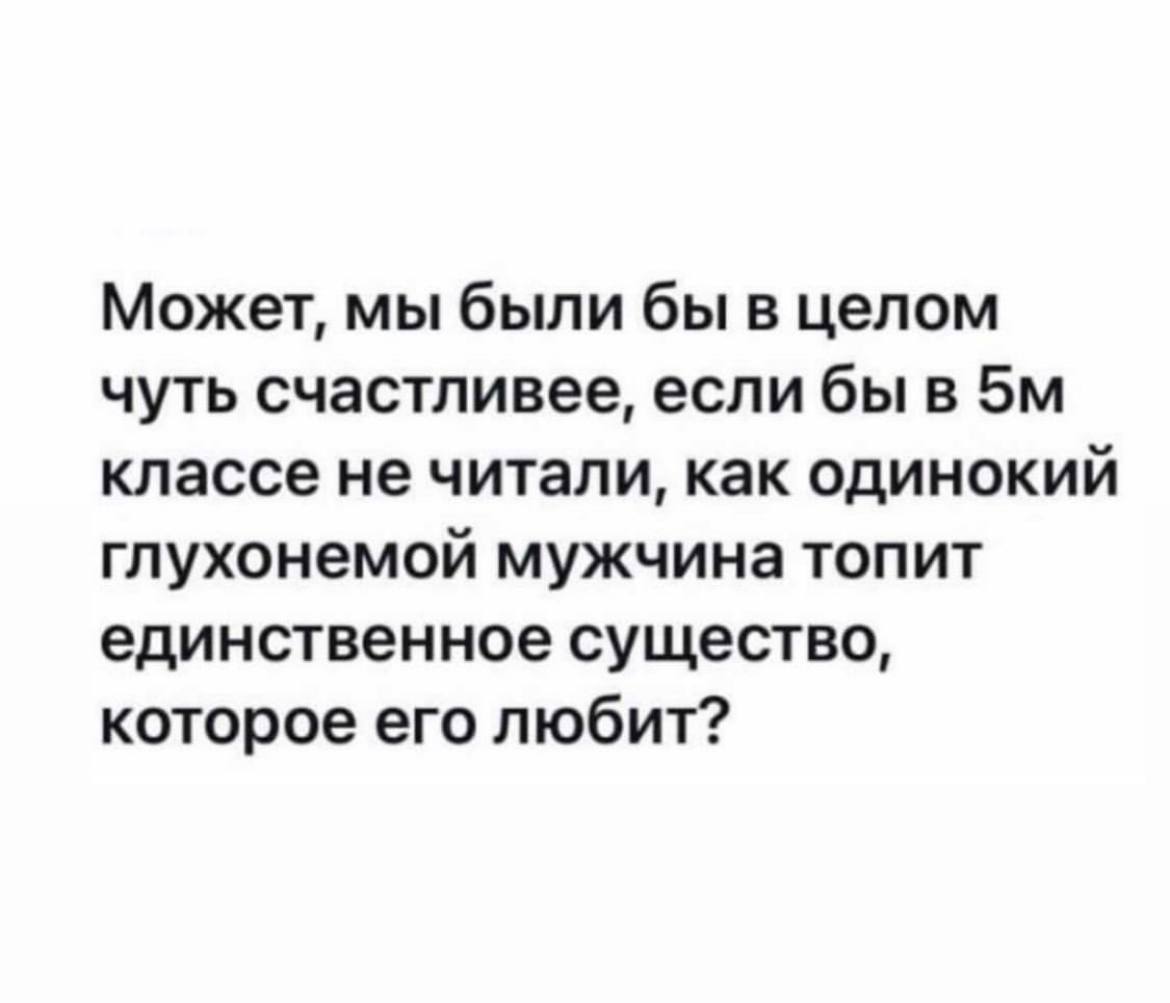 Может, мы были бы в целом
чуть счастливее, если бы в 5м
классе не читали, как одинокий
глухонемой мужчина топит
единственное существо,
которое его любит?